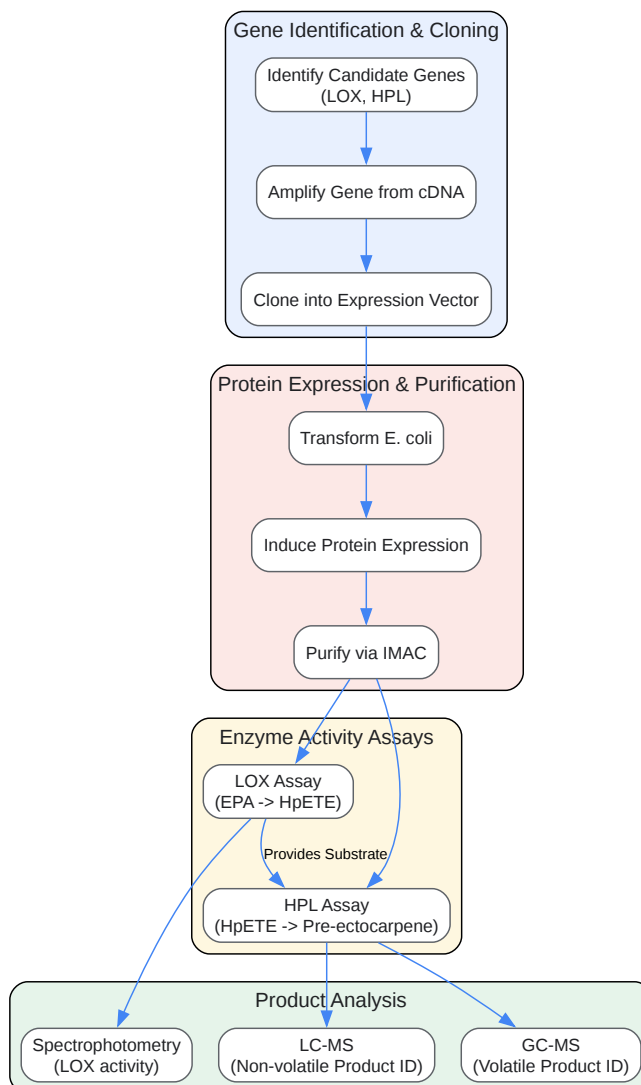 Gene Identification & Cloning
Identify Candidate Genes
(LOX, HPL)
Amplify Gene from cDNA
Clone into Expression Vector
Protein Expression & Purification
Transform E. coli
Induce Protein Expression
Purify via IMAC
Enzyme Activity Assays
LOX Assay
(EPA -> HpETE)
Provides Substrate
HPL Assay
(HpETE -> Pre-ectocarpene)
Product Analysis
Spectrophotometry
(LOX activity)
LC-MS
(Non-volatile Product ID)
GC-MS
(Volatile Product ID)